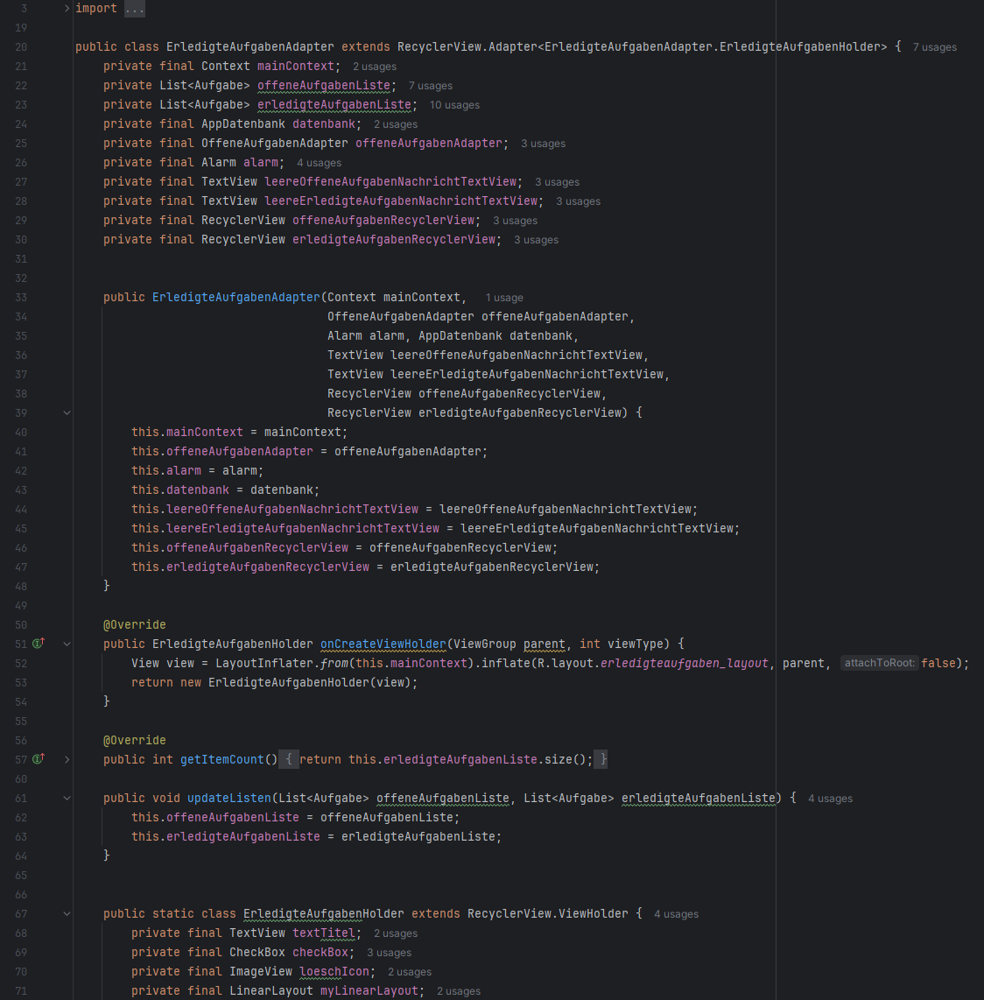 3 import ...
19
20 public class ErledigteAufgabenAdapter extends RecyclerView.Adapter<ErledigteAufgabenAdapter.ErledigteAufgabenHolder> { 7 usages
21 private final Context mainContext; 2 usages
22 private List<Aufgabe> offeneAufgabenListe; 7 usages
23 private List<Aufgabe> erledigteAufgabenListe; 10 usages
24 private final AppDatenbank datenbank; 2 usages
25 private final OffeneAufgabenAdapter offeneAufgabenAdapter; 3 usages
26 private final Alarm alarm; 4 usages
27 private final TextView leereOffeneAufgabenNachrichtTextView; 3 usages
28 private final TextView leereErledigteAufgabenNachrichtTextView; 3 usages
29 private final RecyclerView offeneAufgabenRecyclerView; 3 usages
30 private final RecyclerView erledigteAufgabenRecyclerView; 3 usages
31
32
33 public ErledigteAufgabenAdapter(Context mainContext, 1 usage
34 OffeneAufgabenAdapter offeneAufgabenAdapter,
35 Alarm alarm, AppDatenbank datenbank,
36 TextView leereOffeneAufgabenNachrichtTextView,
37 TextView leereErledigteAufgabenNachrichtTextView,
38 RecyclerView offeneAufgabenRecyclerView,
39 RecyclerView erledigteAufgabenRecyclerView) {
40 this.mainContext = mainContext;
41 this.offeneAufgabenAdapter = offeneAufgabenAdapter;
42 this.alarm = alarm;
43 this.datenbank = datenbank;
44 this.leereOffeneAufgabenNachrichtTextView = leereOffeneAufgabenNachrichtTextView;
45 this.leereErledigteAufgabenNachrichtTextView = leereErledigteAufgabenNachrichtTextView;
46 this.offeneAufgabenRecyclerView = offeneAufgabenRecyclerView;
47 this.erledigteAufgabenRecyclerView = erledigteAufgabenRecyclerView;
48 }
49
50 @Override
51 public ErledigteAufgabenHolder onCreateViewHolder(ViewGroup parent, int viewType) {
52 View view = LayoutInflater.from(this.mainContext).inflate(R.layout.erledigteaufgaben_layout, parent, attachToRoot: false);
53 return new ErledigteAufgabenHolder(view);
54 }
55
56 @Override
57 public int getItemCount() { return this.erledigteAufgabenListe.size(); }
60
61 public void updateListen(List<Aufgabe> offeneAufgabenListe, List<Aufgabe> erledigteAufgabenListe) { 4 usages
62 this.offeneAufgabenListe = offeneAufgabenListe;
63 this.erledigteAufgabenListe = erledigteAufgabenListe;
64 }
65
66
67 public static class ErledigteAufgabenHolder extends RecyclerView.ViewHolder { 4 usages
68 private final TextView textTitel; 2 usages
69 private final CheckBox checkBox; 3 usages
70 private final ImageView loeschIcon; 2 usages
71 private final LinearLayout myLinearLayout; 2 usages